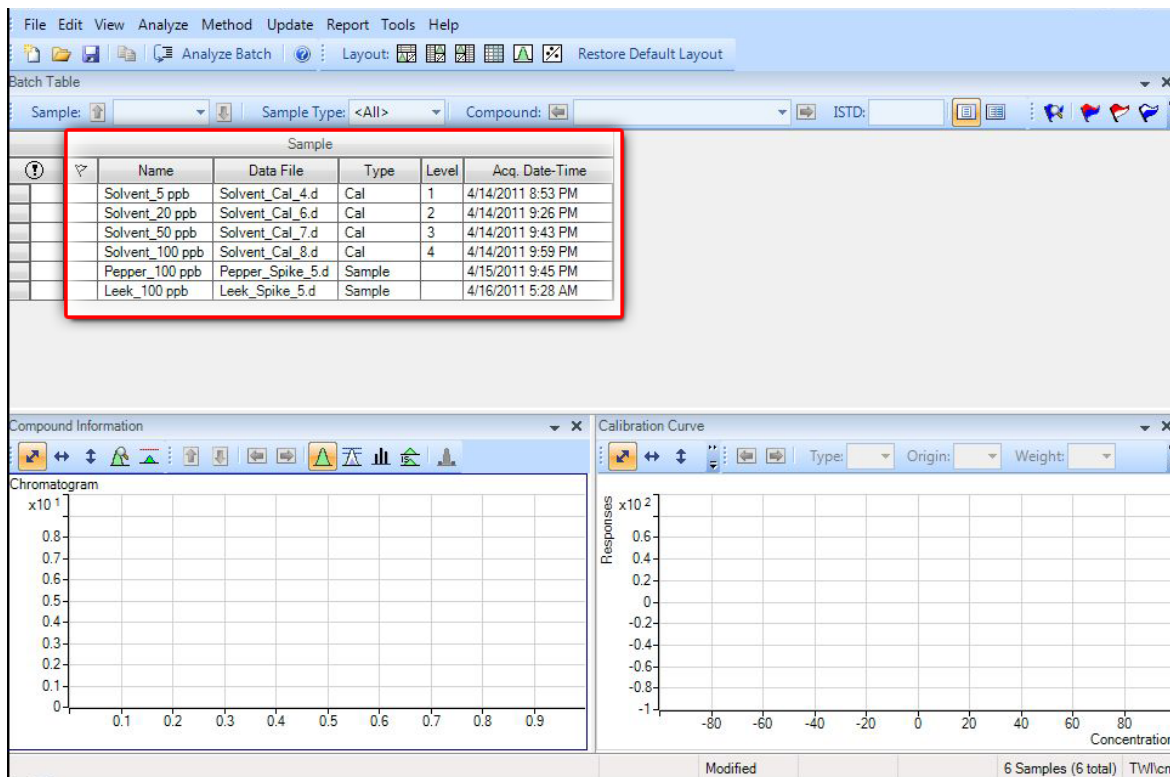 File Edit View Analyze Method Update Report Tools Help
Analyze Batch Layout: Restore Default Layout
Batch Table
Sample: Sample Type: <All> Compound: ISTD:
Sample
Name Data File Type Level Acq. Date-Time
Solvent_5 ppb Solvent_Cal_4.d Cal 1 4/14/2011 8:53 PM
Solvent_20 ppb Solvent_Cal_6.d Cal 2 4/14/2011 9:26 PM
Solvent_50 ppb Solvent_Cal_7.d Cal 3 4/14/2011 9:43 PM
Solvent_100 ppb Solvent_Cal_8.d Cal 4 4/14/2011 9:59 PM
Pepper_100 ppb Pepper_Spike_5.d Sample 4/15/2011 9:45 PM
Leek_100 ppb Leek_Spike_5.d Sample 4/16/2011 5:28 AM
Compound Information
Chromatogram
x10 1
0.8
0.7
0.6
0.5
0.4
0.3
0.2
0.1
0
0.1 0.2 0.3 0.4 0.5 0.6 0.7 0.8 0.9
Calibration Curve
Type: Origin: Weight:
Responses
x10 2
0.6
0.4
0.2
0
-0.2
-0.4
-0.6
-0.8
-1
-80 -60 -40 -20 0 20 40 60 80
Concentration
Modified 6 Samples (6 total)